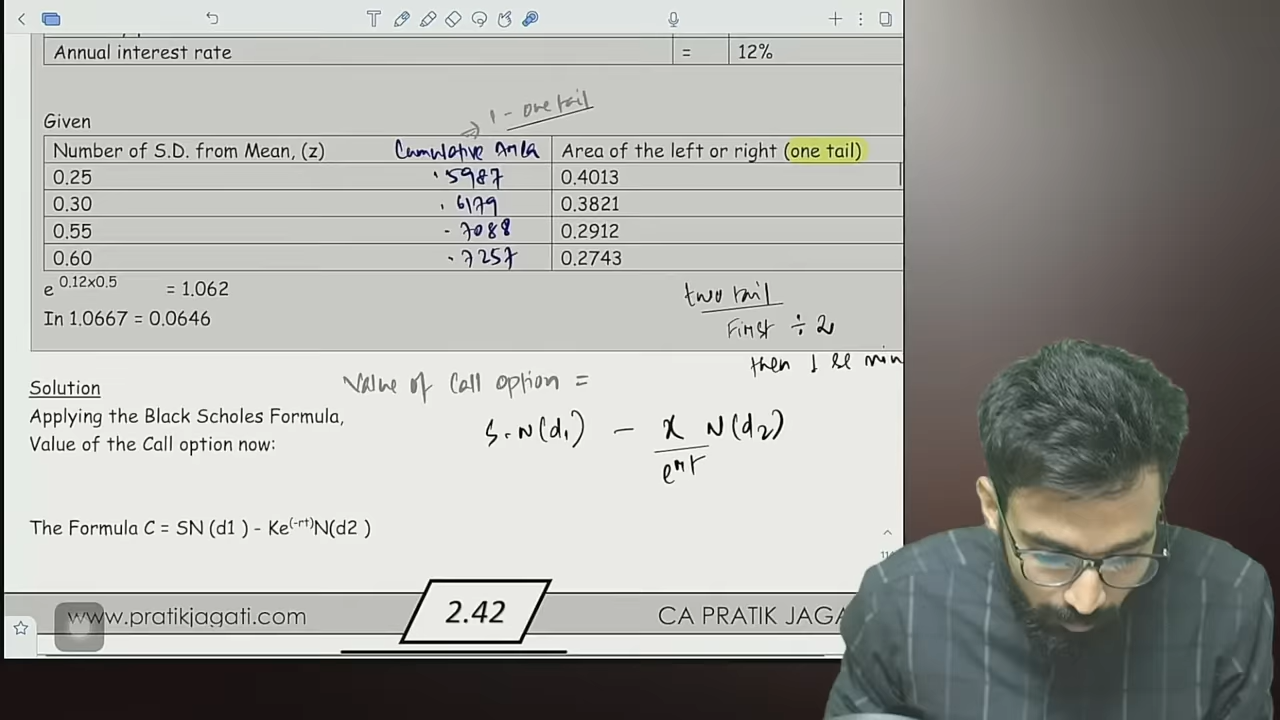 Annual interest rate = 12%
⇒ 1 - one tail
Given
Number of S.D. from Mean, (z) Cumulative Area Area of the left or right (one tail)
0.25 .5987 0.4013
0.30 .6179 0.3821
0.55 .7088 0.2912
0.60 .7257 0.2743
e 0.12x0.5 = 1.062
In 1.0667 = 0.0646
two tail
First ÷ 2
then 1 se min
Solution
Value of Call option =
Applying the Black Scholes Formula,
Value of the Call option now:
S.N(d1) - x/e^rt N(d2)
The Formula C = SN (d1 ) - Ke(-rt)N(d2 )
www.pratikjagati.com 2.42 CA PRATIK JAGA